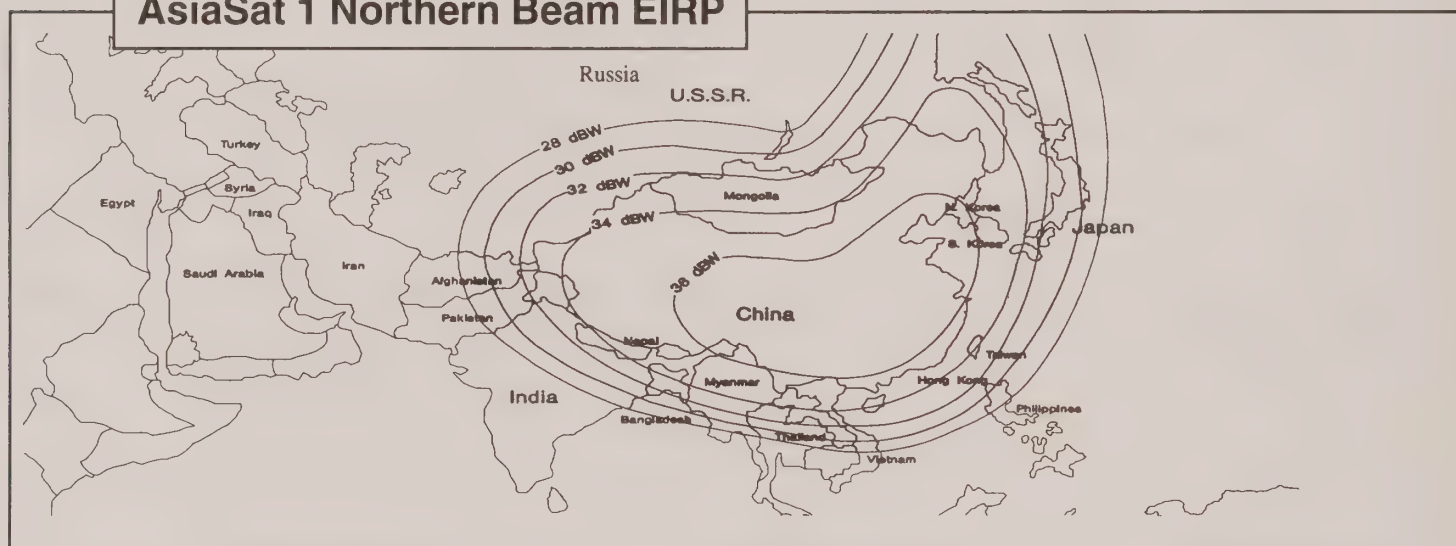 AsiaSat 1 Northern Beam EIRP
Russia
U.S.S.R.
28 dBW
30 dBW
32 dBW
34 dBW
36 dBW
Turkey
Syria
Iraq
Egypt
Saudi Arabia
Iran
Afghanistan
Pakistan
Mongolia
N. Korea
S. Korea
Japan
China
Nepal
Myanmar
India
Bangladesh
Thailand
Vietnam
Hong Kong
Taiwan
Philippines